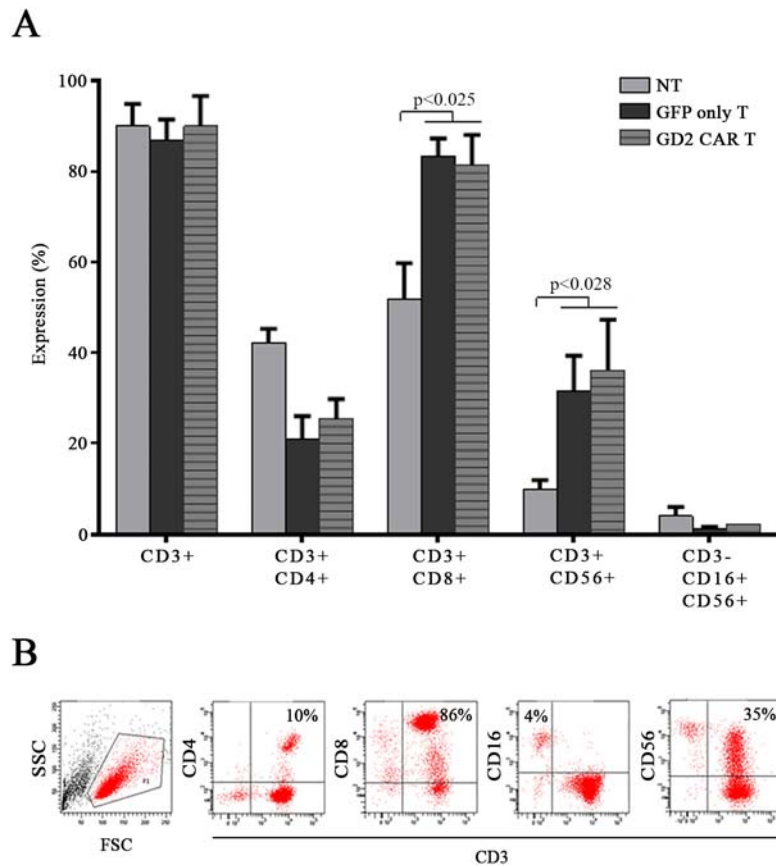 A
100
80
60
40
20
0
Expression (%)
p<0.025
p<0.028
NT
GFP only T
GD2 CAR T
CD3+
CD3+
CD4+
CD3+
CD8+
CD3+
CD56+
CD3-
CD16+
CD56+
B
SSC
FSC
CD4
10%
CD8
86%
CD16
4%
CD56
35%
CD3